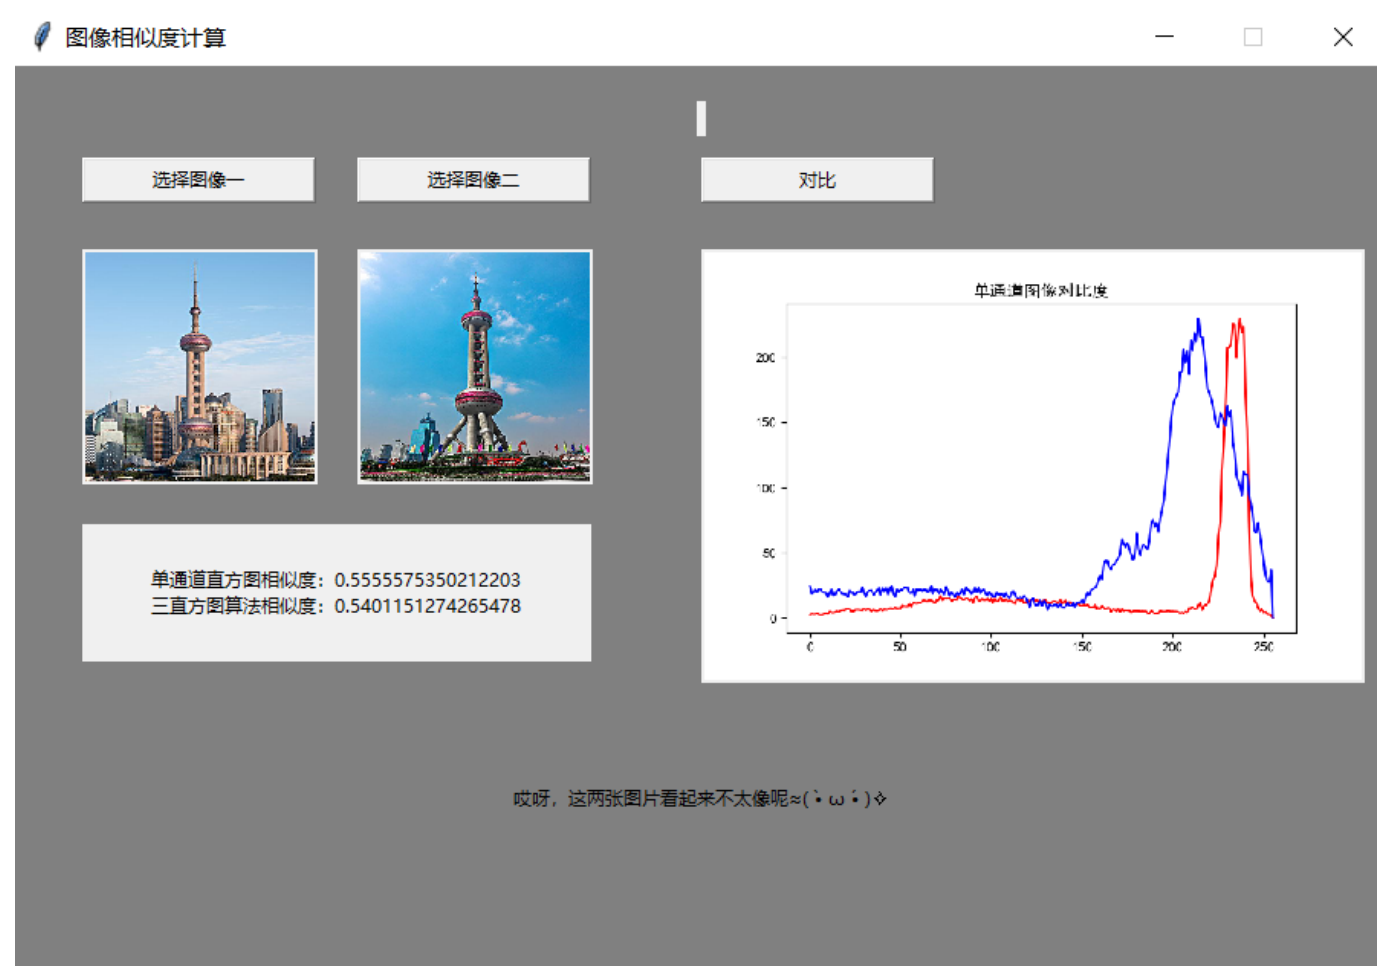 图像相似度计算
选择图像一
选择图像二
对比
单通道图像对比度
200
150
100
50
0
0
50
100
150
200
250
单通道直方图相似度：0.5555575350212203
三直方图算法相似度：0.5401151274265478
哎呀，这两张图片看起来不太像呢≈(•̀ω•́)✧